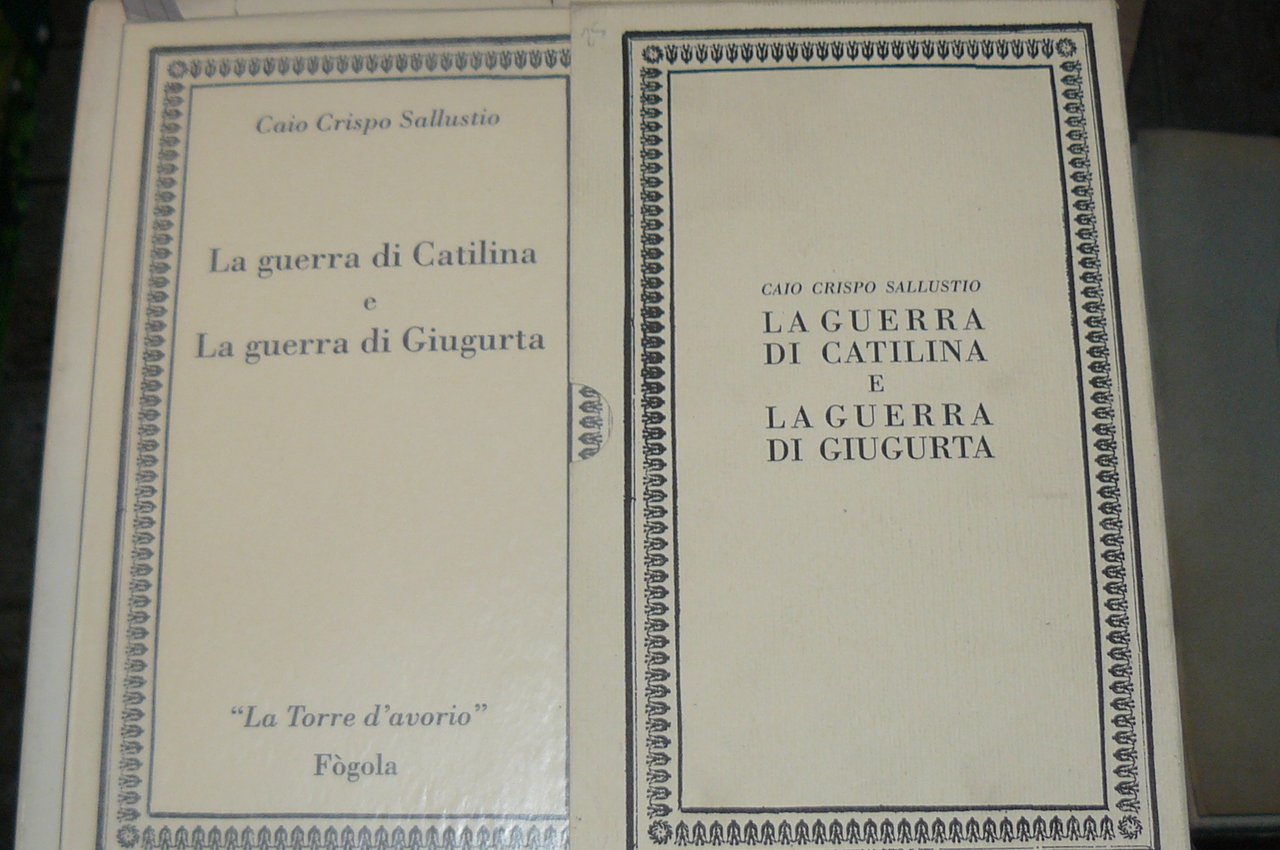 Caio Crispo Sallustio
La guerra di Catilina
e
La guerra di Giugurta
“La Torre d’avorio”
Fògola
CAIO CRISPO SALLUSTIO
LA GUERRA
DI CATILINA
E
LA GUERRA
DI GIUGURTA